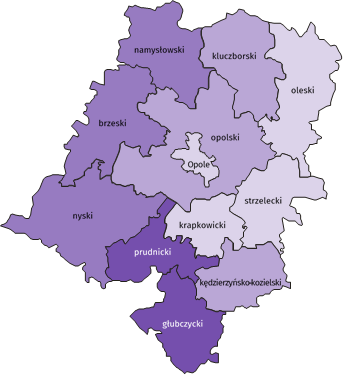 namysłowski
kluczborski
oleski
brzeski
opolski
Opole
strzelecki
nyski
krapkowicki
prudnicki
kędzierzyńsko-kozielski
głubczycki